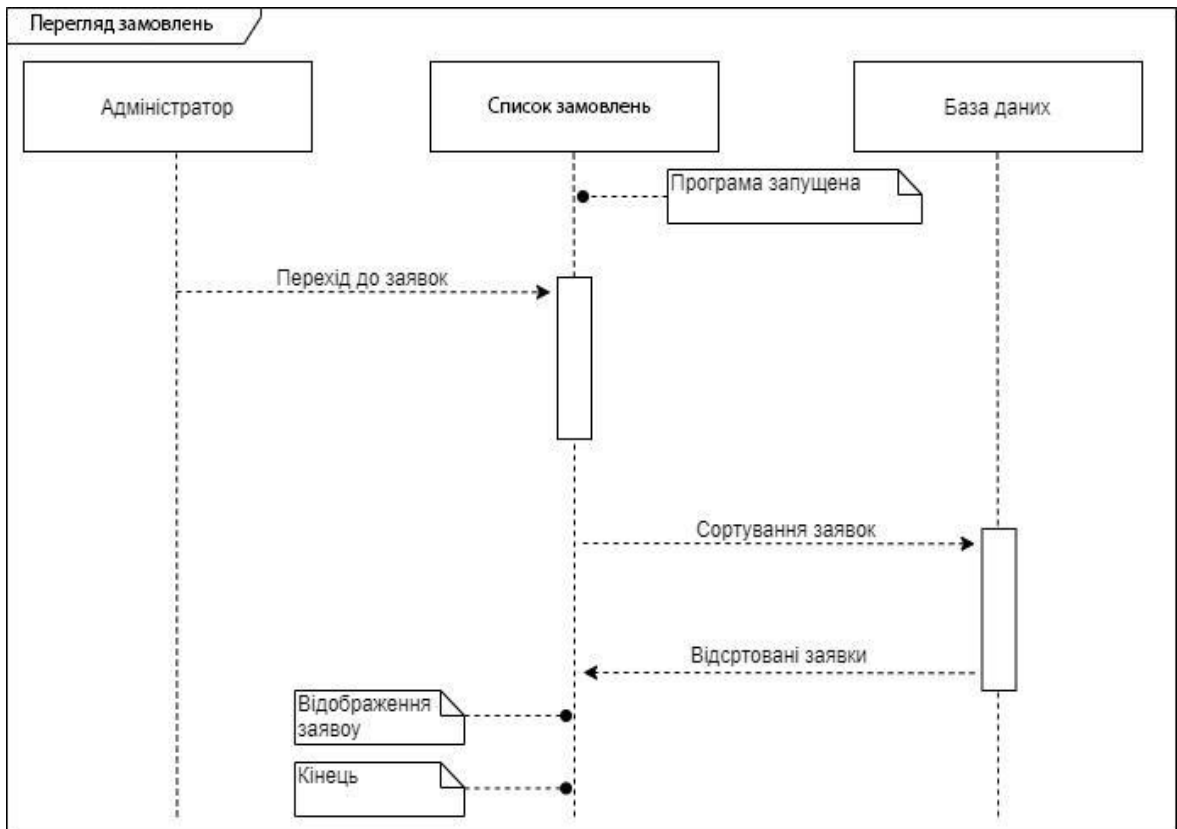 Перегляд замовлень
Адміністратор
Список замовлень
База даних
Програма запущена
Перехід до заявок
Сортування заявок
Відсртовані заявки
Відображення
заявоу
Кінець